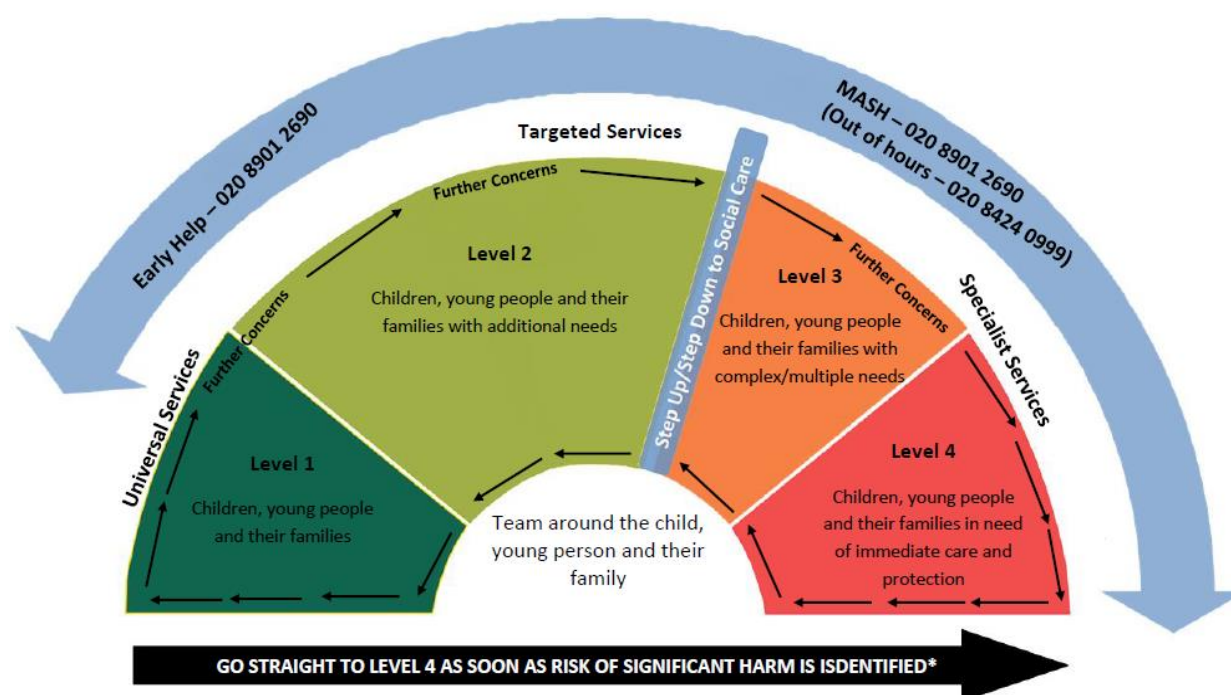 Early Help – 020 8901 2690
MASH – 020 8901 2690
(Out of hours – 020 8424 0999)
Targeted Services
Universal Services
Specialist Services
Further Concerns
Further Concerns
Further Concerns
Step Up/Step Down to Social Care
Level 1
Children, young people
and their families
Level 2
Children, young people and their
families with additional needs
Level 3
Children, young people
and their families with
complex/multiple needs
Level 4
Children, young people
and their families in need
of immediate care and
protection
Team around the child,
young person and their
family
GO STRAIGHT TO LEVEL 4 AS SOON AS RISK OF SIGNIFICANT HARM IS ISDENTIFIED*